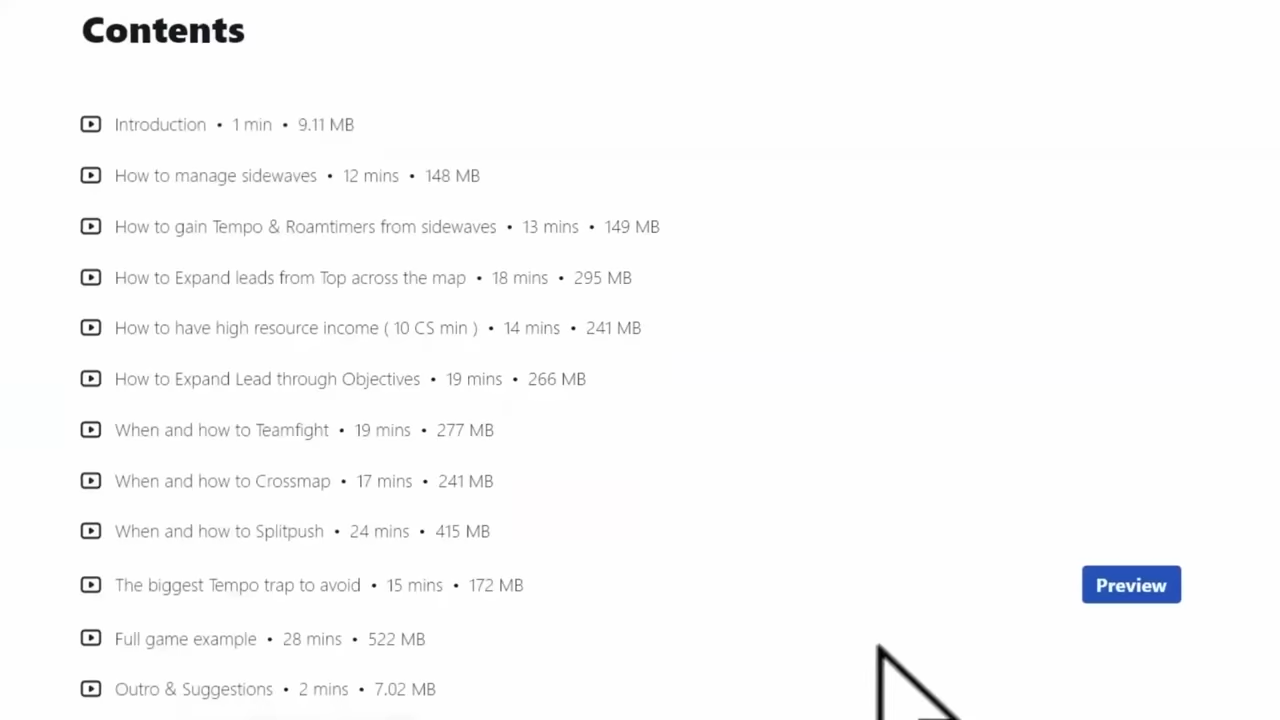 Contents
Introduction • 1 min • 9.11 MB
How to manage sidewaves • 12 mins • 148 MB
How to gain Tempo & Roamtimers from sidewaves • 13 mins • 149 MB
How to Expand leads from Top across the map • 18 mins • 295 MB
How to have high resource income ( 10 CS min ) • 14 mins • 241 MB
How to Expand Lead through Objectives • 19 mins • 266 MB
When and how to Teamfight • 19 mins • 277 MB
When and how to Crossmap • 17 mins • 241 MB
When and how to Splitpush • 24 mins • 415 MB
The biggest Tempo trap to avoid • 15 mins • 172 MB Preview
Full game example • 28 mins • 522 MB
Outro & Suggestions • 2 mins • 7.02 MB